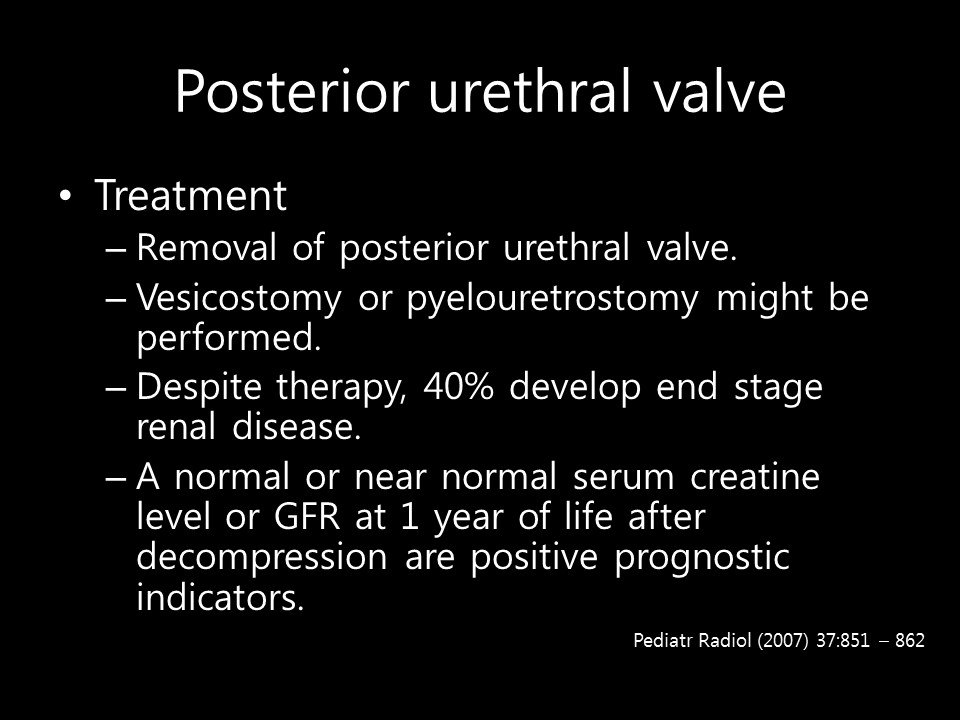 Posterior urethral valve
• Treatment
– Removal of posterior urethral valve.
– Vesicostomy or pyelouretrostomy might be
performed.
– Despite therapy, 40% develop end stage
renal disease.
– A normal or near normal serum creatine
level or GFR at 1 year of life after
decompression are positive prognostic
indicators.
Pediatr Radiol (2007) 37:851 – 862